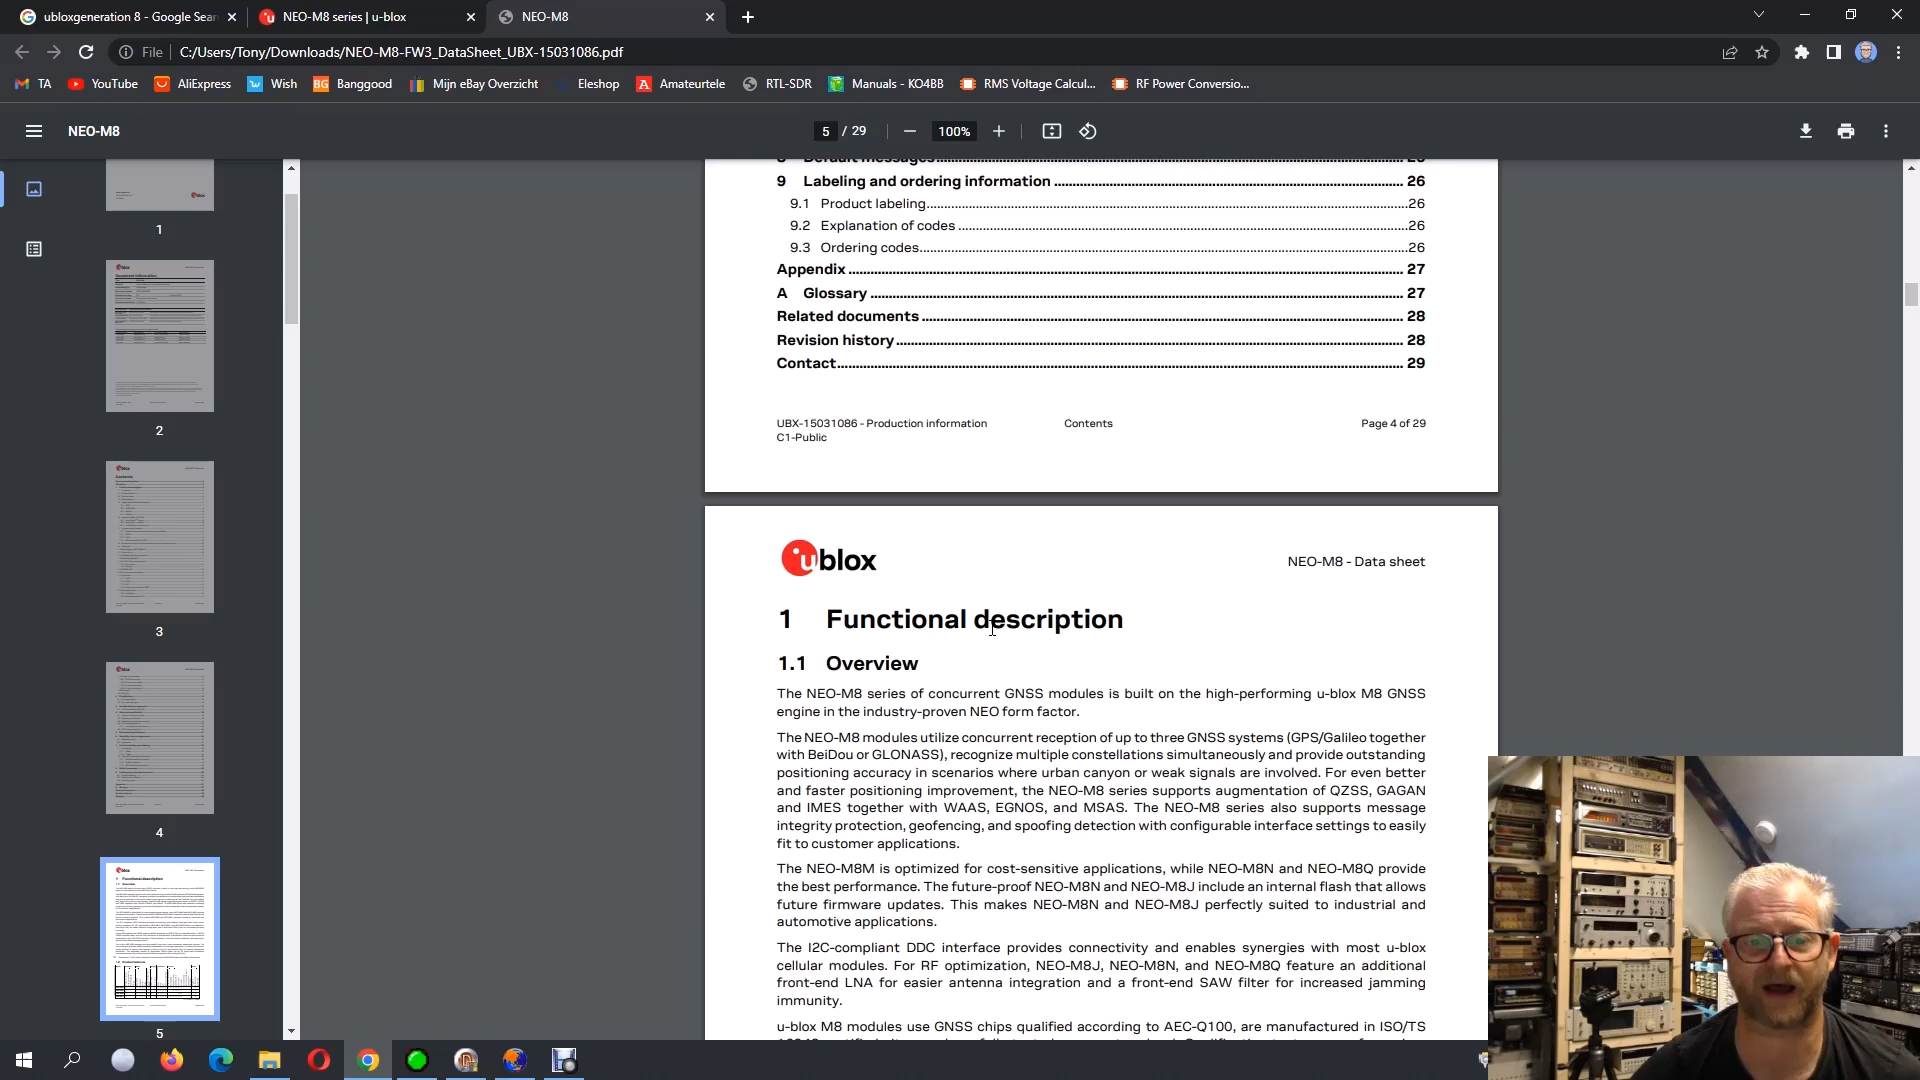 ubloxgeneration 8 - Google Sear
NEO-M8 series | u-blox
NEO-M8
File
C:/Users/Tony/Downloads/NEO-M8-FW3_DataSheet_UBX-15031086.pdf
TA
YouTube
AliExpress
Wish
BG Banggood
Mijn eBay Overzicht
Eleshop
A Amateurtele
RTL-SDR
Manuals - KO4BB
RMS Voltage Calcul...
RF Power Conversio...
NEO-M8
5 / 29
100%
1
2
3
4
5
8 Default messages 26
9 Labeling and ordering information 26
9.1 Product labeling 26
9.2 Explanation of codes 26
9.3 Ordering codes 26
Appendix 27
A Glossary 27
Related documents 28
Revision history 28
Contact 29
UBX-15031086 - Production information Contents Page 4 of 29
C1-Public
ublox
NEO-M8 - Data sheet
1 Functional description
1.1 Overview
The NEO-M8 series of concurrent GNSS modules is built on the high-performing u-blox M8 GNSS
engine in the industry-proven NEO form factor.
The NEO-M8 modules utilize concurrent reception of up to three GNSS systems (GPS/Galileo together
with BeiDou or GLONASS), recognize multiple constellations simultaneously and provide outstanding
positioning accuracy in scenarios where urban canyon or weak signals are involved. For even better
and faster positioning improvement, the NEO-M8 series supports augmentation of QZSS, GAGAN
and IMES together with WAAS, EGNOS, and MSAS. The NEO-M8 series also supports message
integrity protection, geofencing, and spoofing detection with configurable interface settings to easily
fit to customer applications.
The NEO-M8M is optimized for cost-sensitive applications, while NEO-M8N and NEO-M8Q provide
the best performance. The future-proof NEO-M8N and NEO-M8J include an internal flash that allows
future firmware updates. This makes NEO-M8N and NEO-M8J perfectly suited to industrial and
automotive applications.
The I2C-compliant DDC interface provides connectivity and enables synergies with most u-blox
cellular modules. For RF optimization, NEO-M8J, NEO-M8N, and NEO-M8Q feature an additional
front-end LNA for easier antenna integration and a front-end SAW filter for increased jamming
immunity.
u-blox M8 modules use GNSS chips qualified according to AEC-Q100, are manufactured in ISO/TS